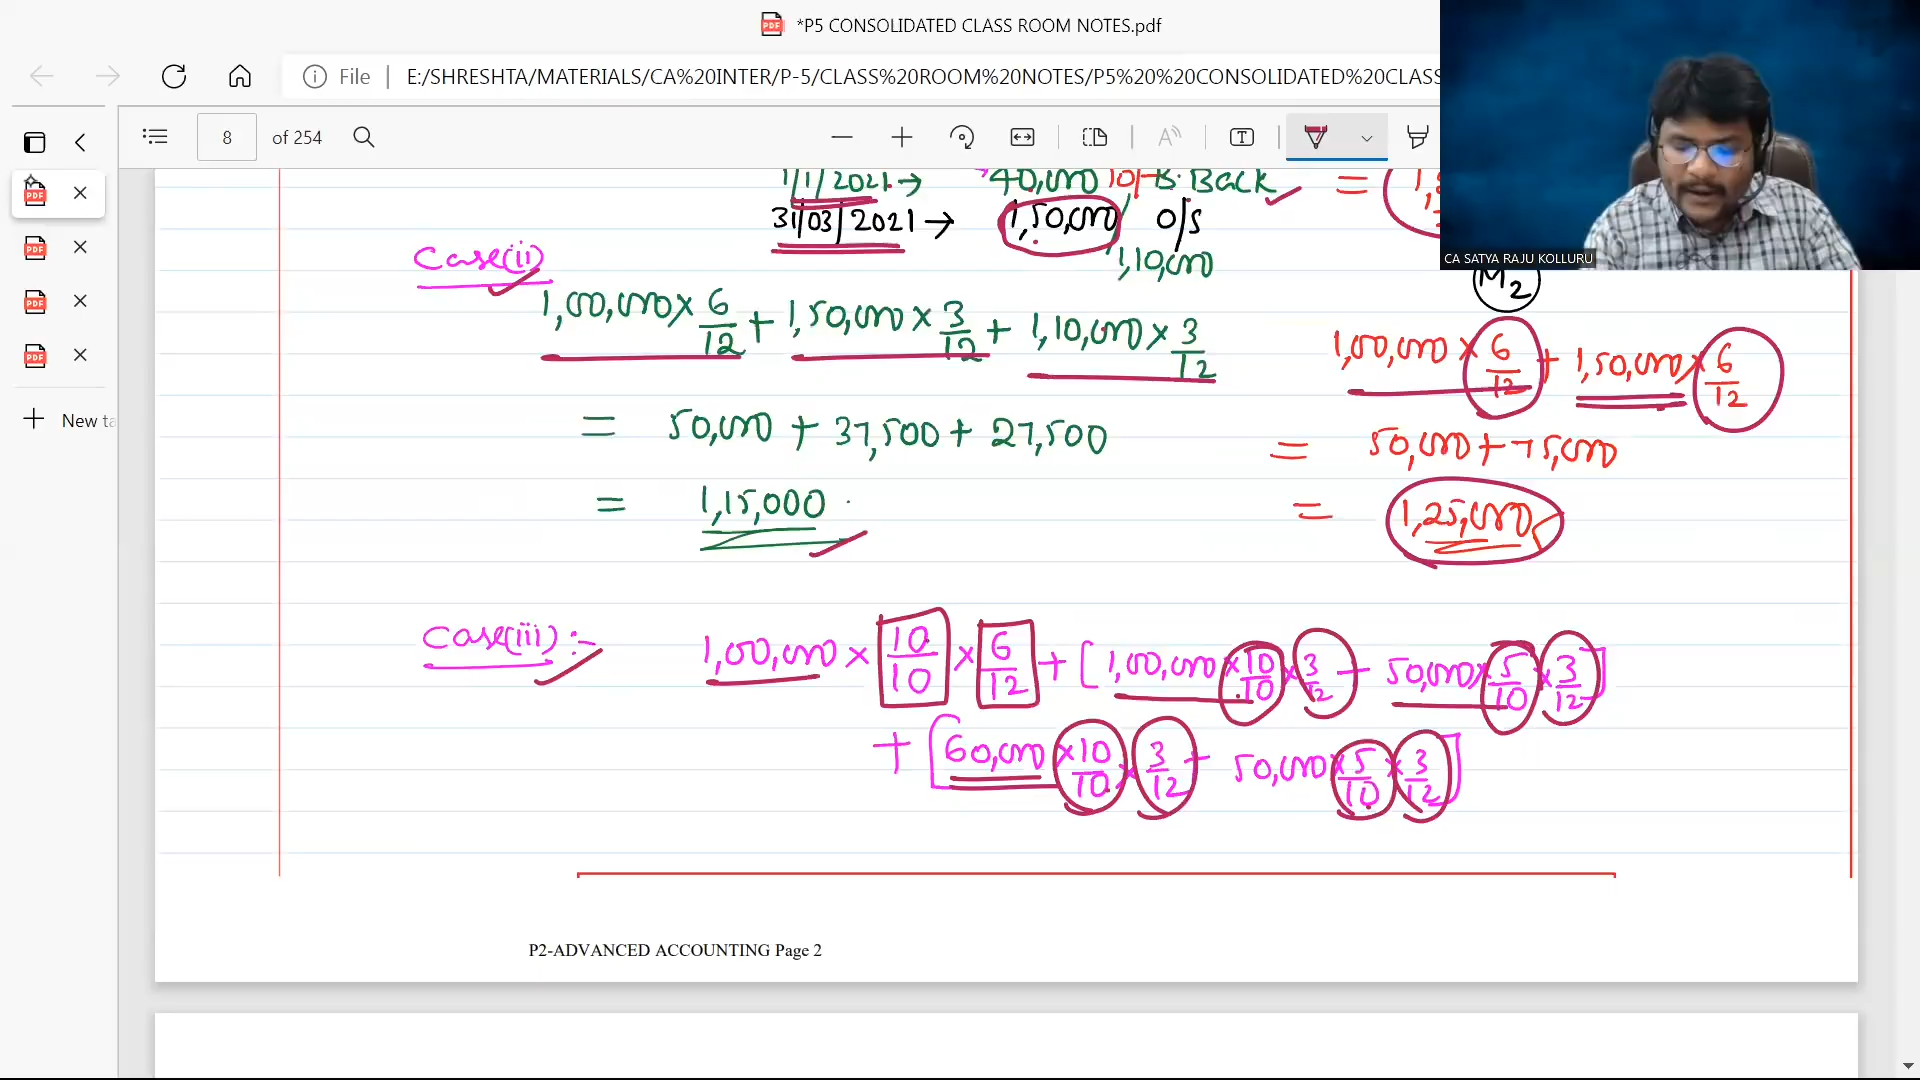 *P5 CONSOLIDATED CLASS ROOM NOTES.pdf
File | E:/SHRESHTA/MATERIALS/CA%20INTER/P-5/CLASS%20ROOM%20NOTES/P5%20%20CONSOLIDATED%20CLASS
8 of 254
New ta
CA SATYA RAJU KOLLURU
1/1/2021 → 40,000 10/- B. Back =
31/03/2021 → 1,50,000 O/S
1,10,000
Case(ii)
M2
1,00,000 × 6/12 + 1,50,000 × 3/12 + 1,10,000 × 3/12
1,00,000 × 6/12 + 1,50,000 × 6/12
= 50,000 + 37,500 + 27,500
= 50,000 + 75,000
= 1,15,000
= 1,25,000
Case(iii) :- 1,00,000 × 10/10 × 6/12 + [1,00,000 × 10/10 × 3/12 + 50,000 × 5/10 × 3/12]
+ [60,000 × 10/10 × 3/12 + 50,000 × 5/10 × 3/12]
P2-ADVANCED ACCOUNTING Page 2